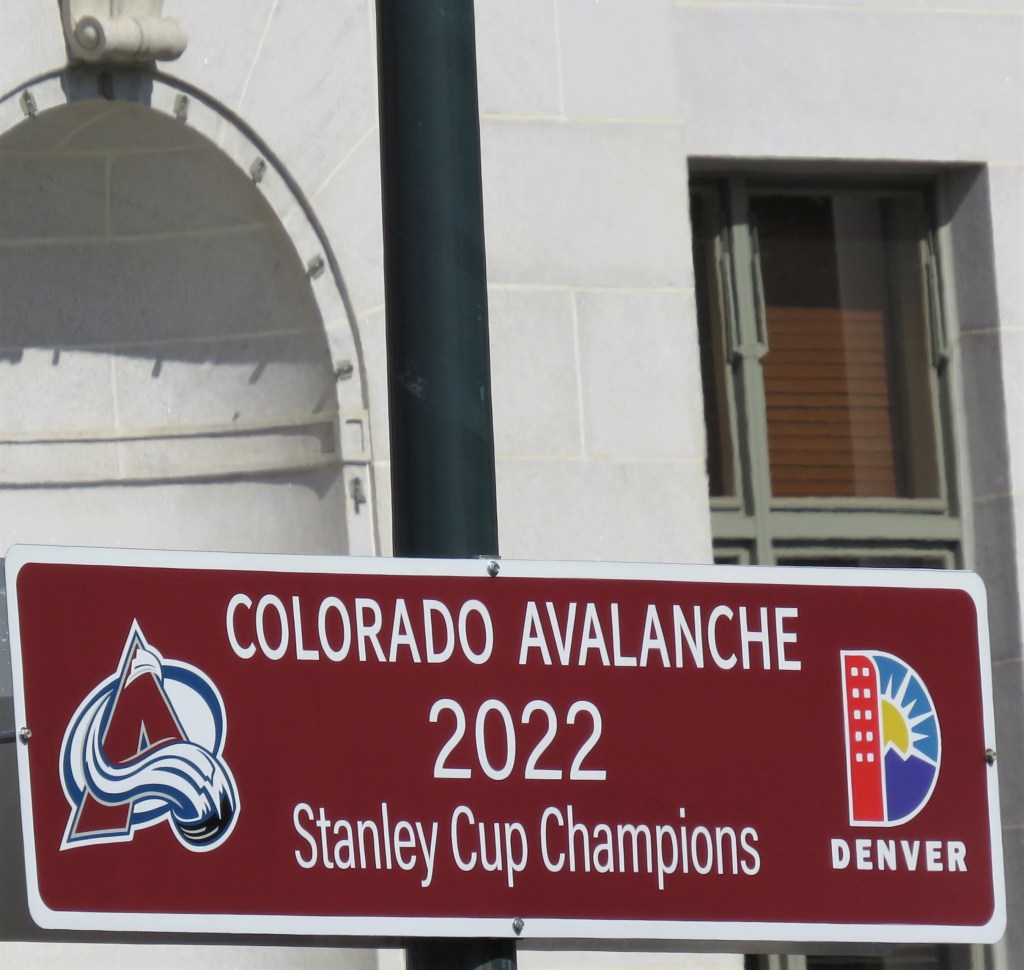 COLORADO AVALANCHE
2022
Stanley Cup Champions
DENVER